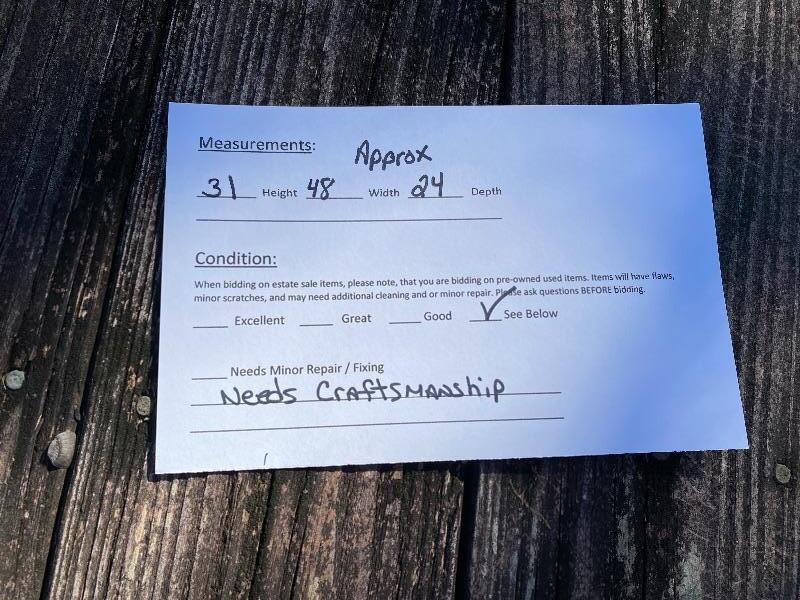 Measurements:
Approx
31 Height 48 Width 24 Depth
Condition:
When bidding on estate sale items, please note, that you are bidding on pre-owned used items. Items will have flaws,
minor scratches, and may need additional cleaning and or minor repair. Please ask questions BEFORE bidding.
Excellent Great Good ✓ See Below
Needs Minor Repair / Fixing
Needs Craftsmanship